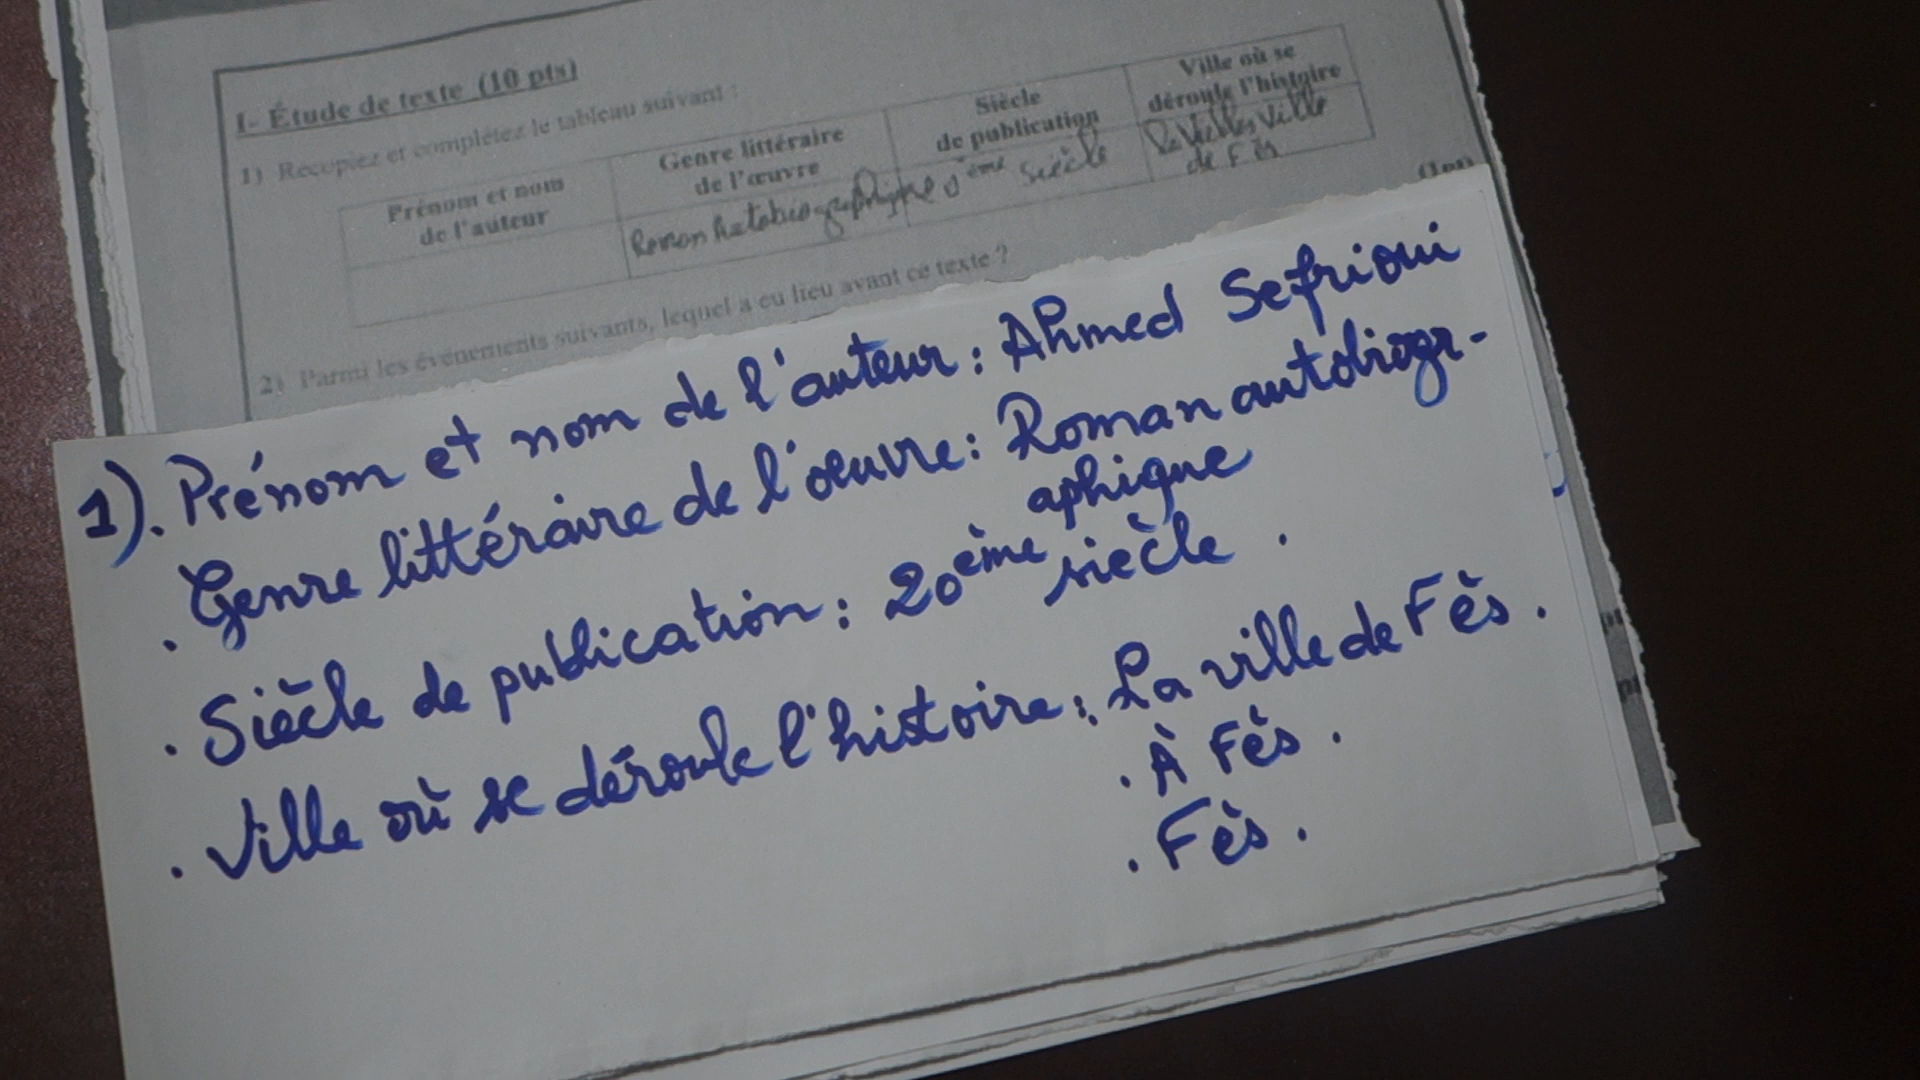 I- Étude de texte (10 pts)
1) Recopiez et complétez le tableau suivant :
Prénom et nom
de l'auteur
Genre littéraire
de l'œuvre
Siècle
de publication
Ville où se
déroule l'histoire
Roman
ème siècle
Ville
de Fès
2) Parmi les événements suivants, lequel a eu lieu avant ce texte ?
1). Prénom et nom de l'auteur : Ahmed Sefrioui
. Genre littéraire de l'oeuvre : Roman autobiogr-
aphique
. Siècle de publication : 20ème siècle .
. Ville où se déroule l'histoire : La ville de Fès .
. À Fès .
. Fès .